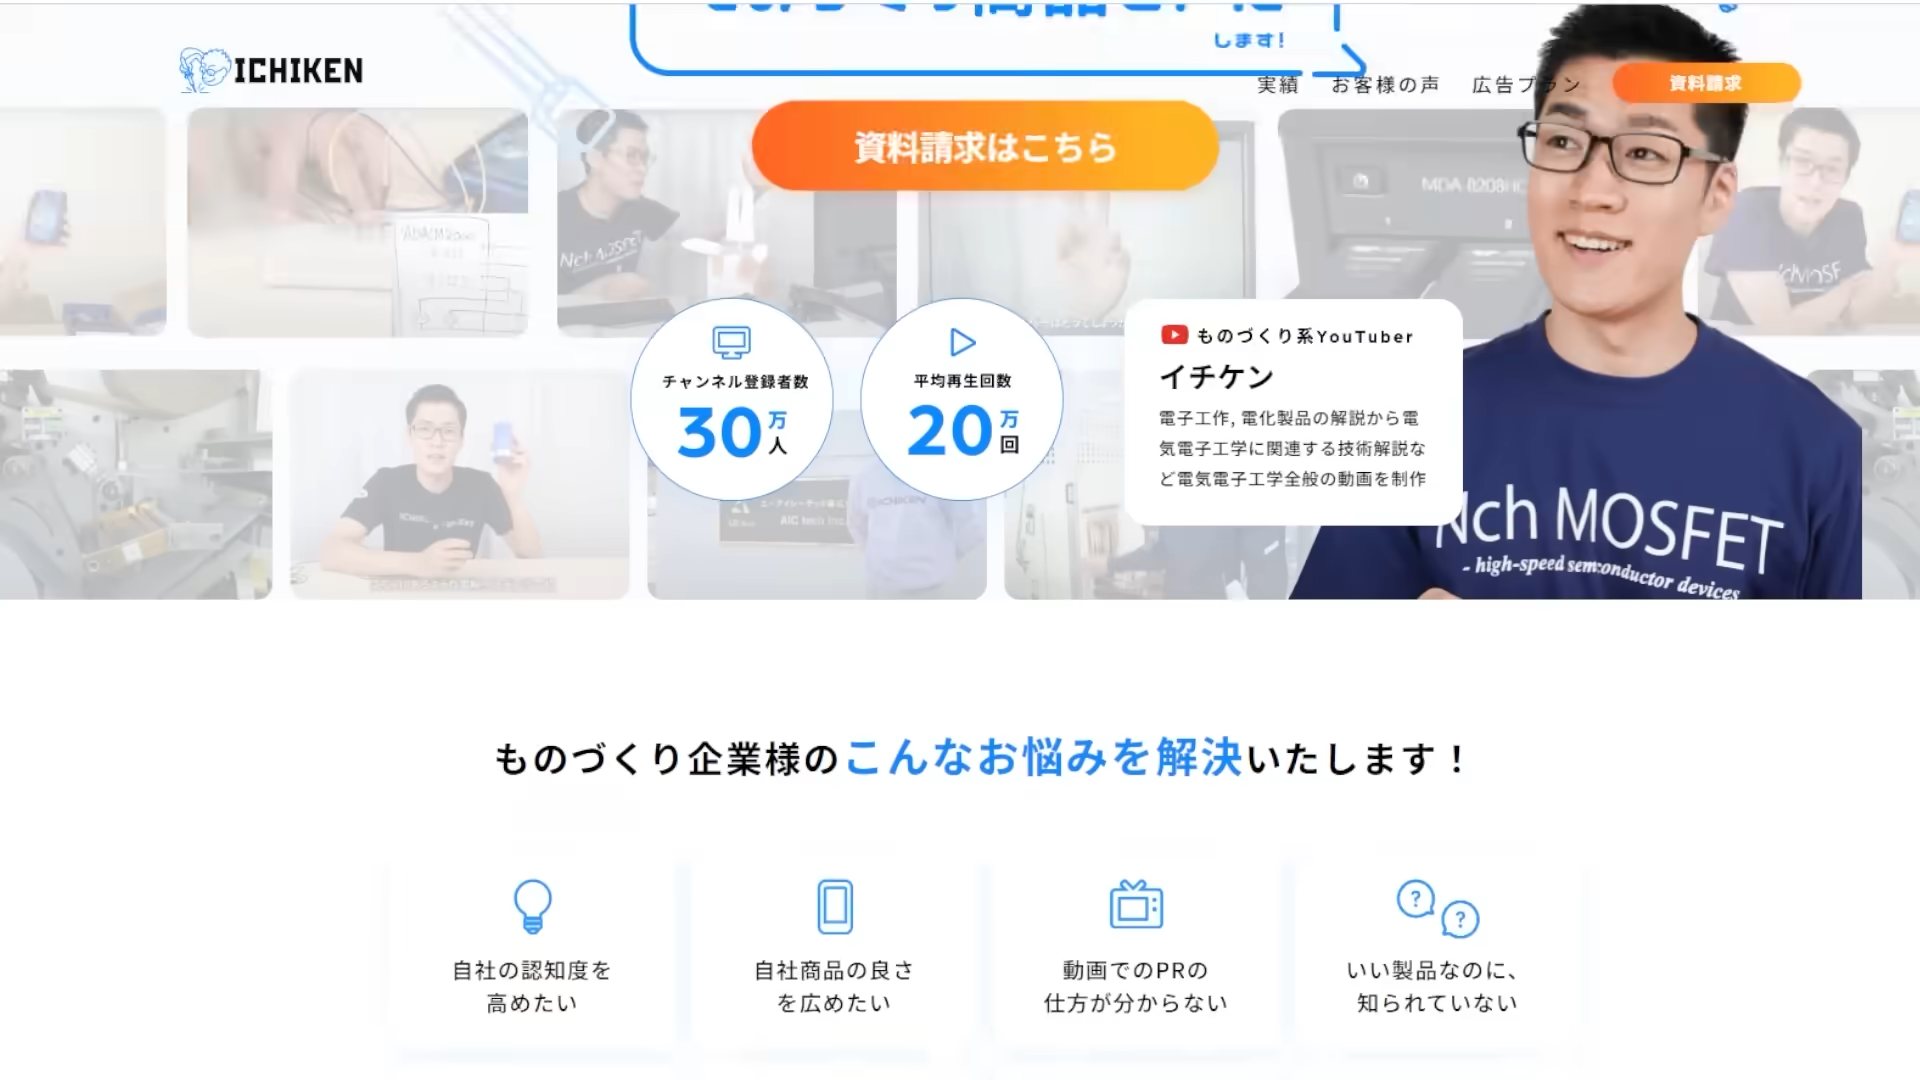 します!
ICHIKEN
実績
お客様の声
広告プラン
資料請求
資料請求はこちら
チャンネル登録者数
30万人
平均再生回数
20万回
ものづくり系YouTuber
イチケン
電子工作, 電化製品の解説から電
気電子工学に関連する技術解説な
ど電気電子工学全般の動画を制作
Nch MOSFET
- high-speed semiconductor devices
AIC tech Inc.
ものづくり企業様のこんなお悩みを解決いたします！
自社の認知度を
高めたい
自社商品の良さ
を広めたい
動画でのPRの
仕方が分からない
いい製品なのに、
知られていない